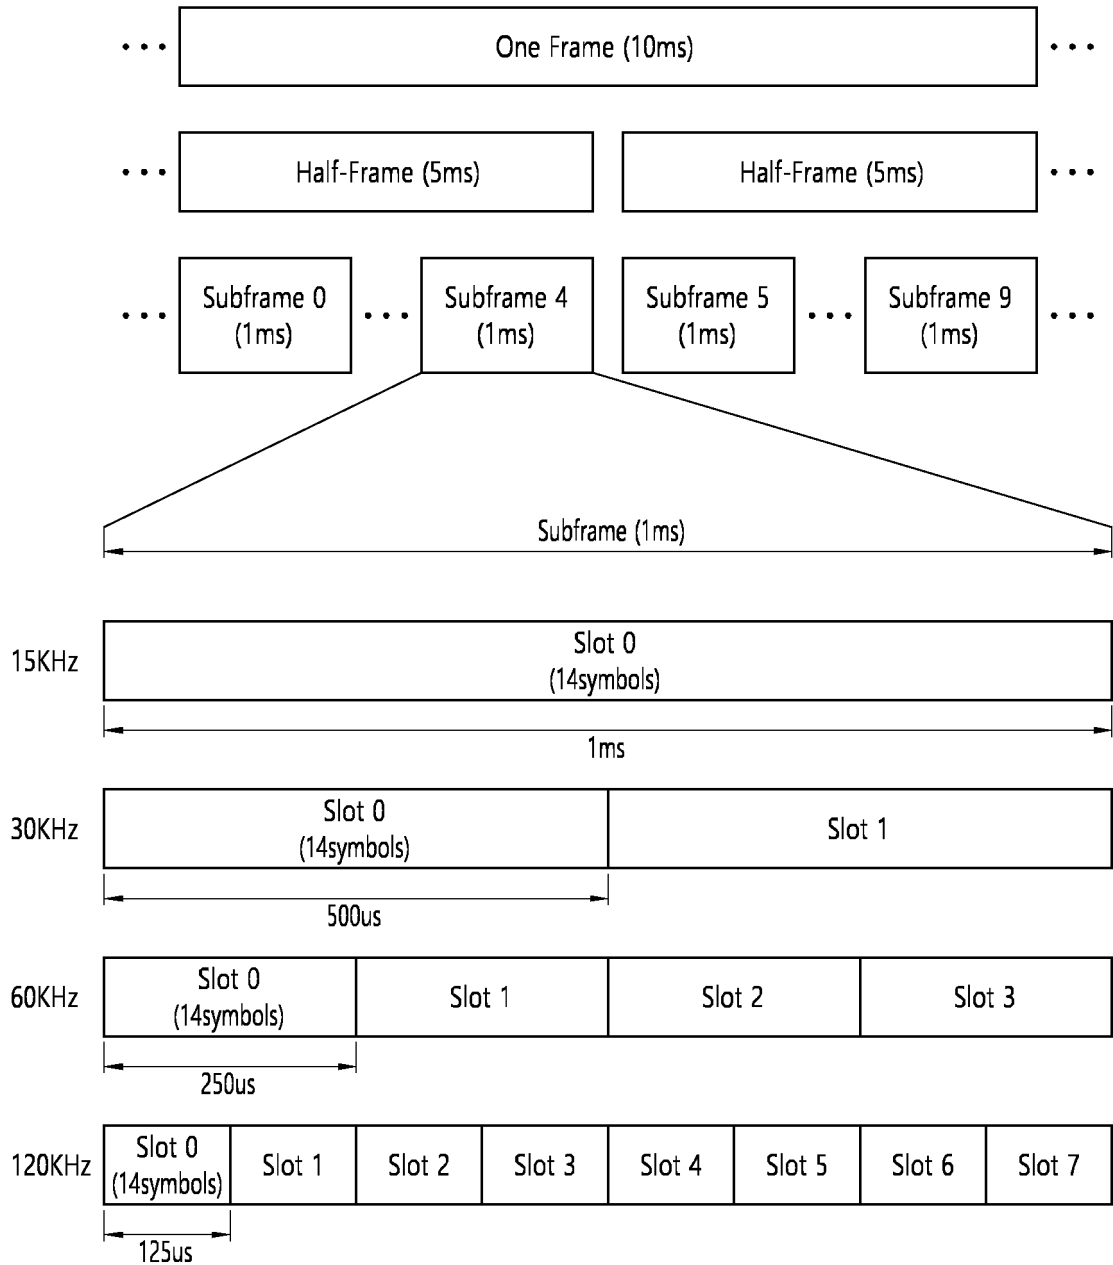 ••• One Frame (10ms) •••
••• Half-Frame (5ms) Half-Frame (5ms) •••
••• Subframe 0 ••• Subframe 4 Subframe 5 ••• Subframe 9 •••
(1ms) (1ms) (1ms) (1ms)
Subframe (1ms)
15KHz
Slot 0
(14symbols)
1ms
30KHz
Slot 0
(14symbols)
Slot 1
500us
60KHz
Slot 0
(14symbols)
Slot 1
Slot 2
Slot 3
250us
120KHz
Slot 0
(14symbols)
Slot 1
Slot 2
Slot 3
Slot 4
Slot 5
Slot 6
Slot 7
125us